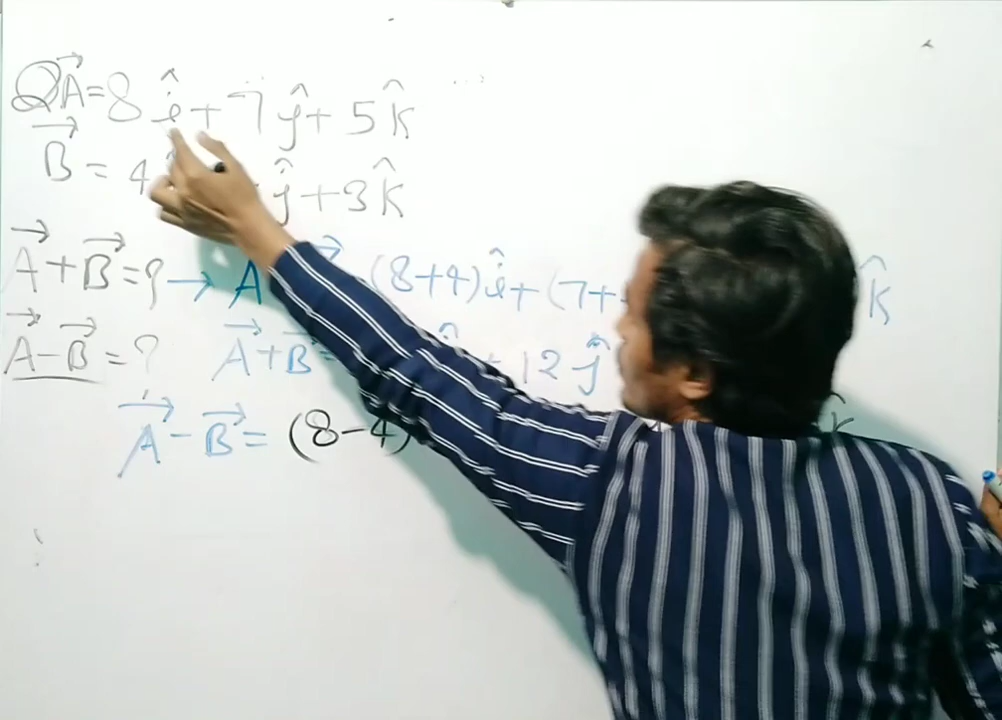 Q A⃗ = 8 î + 7 ĵ + 5 k̂
B⃗ = 4 ĵ + 3 k̂
A⃗ + B⃗ = ? → A (8+4) î + (7+ k̂
A⃗ − B⃗ = ? A⃗ + B⃗ = + 12 ĵ
A⃗ − B⃗ = (8−4)